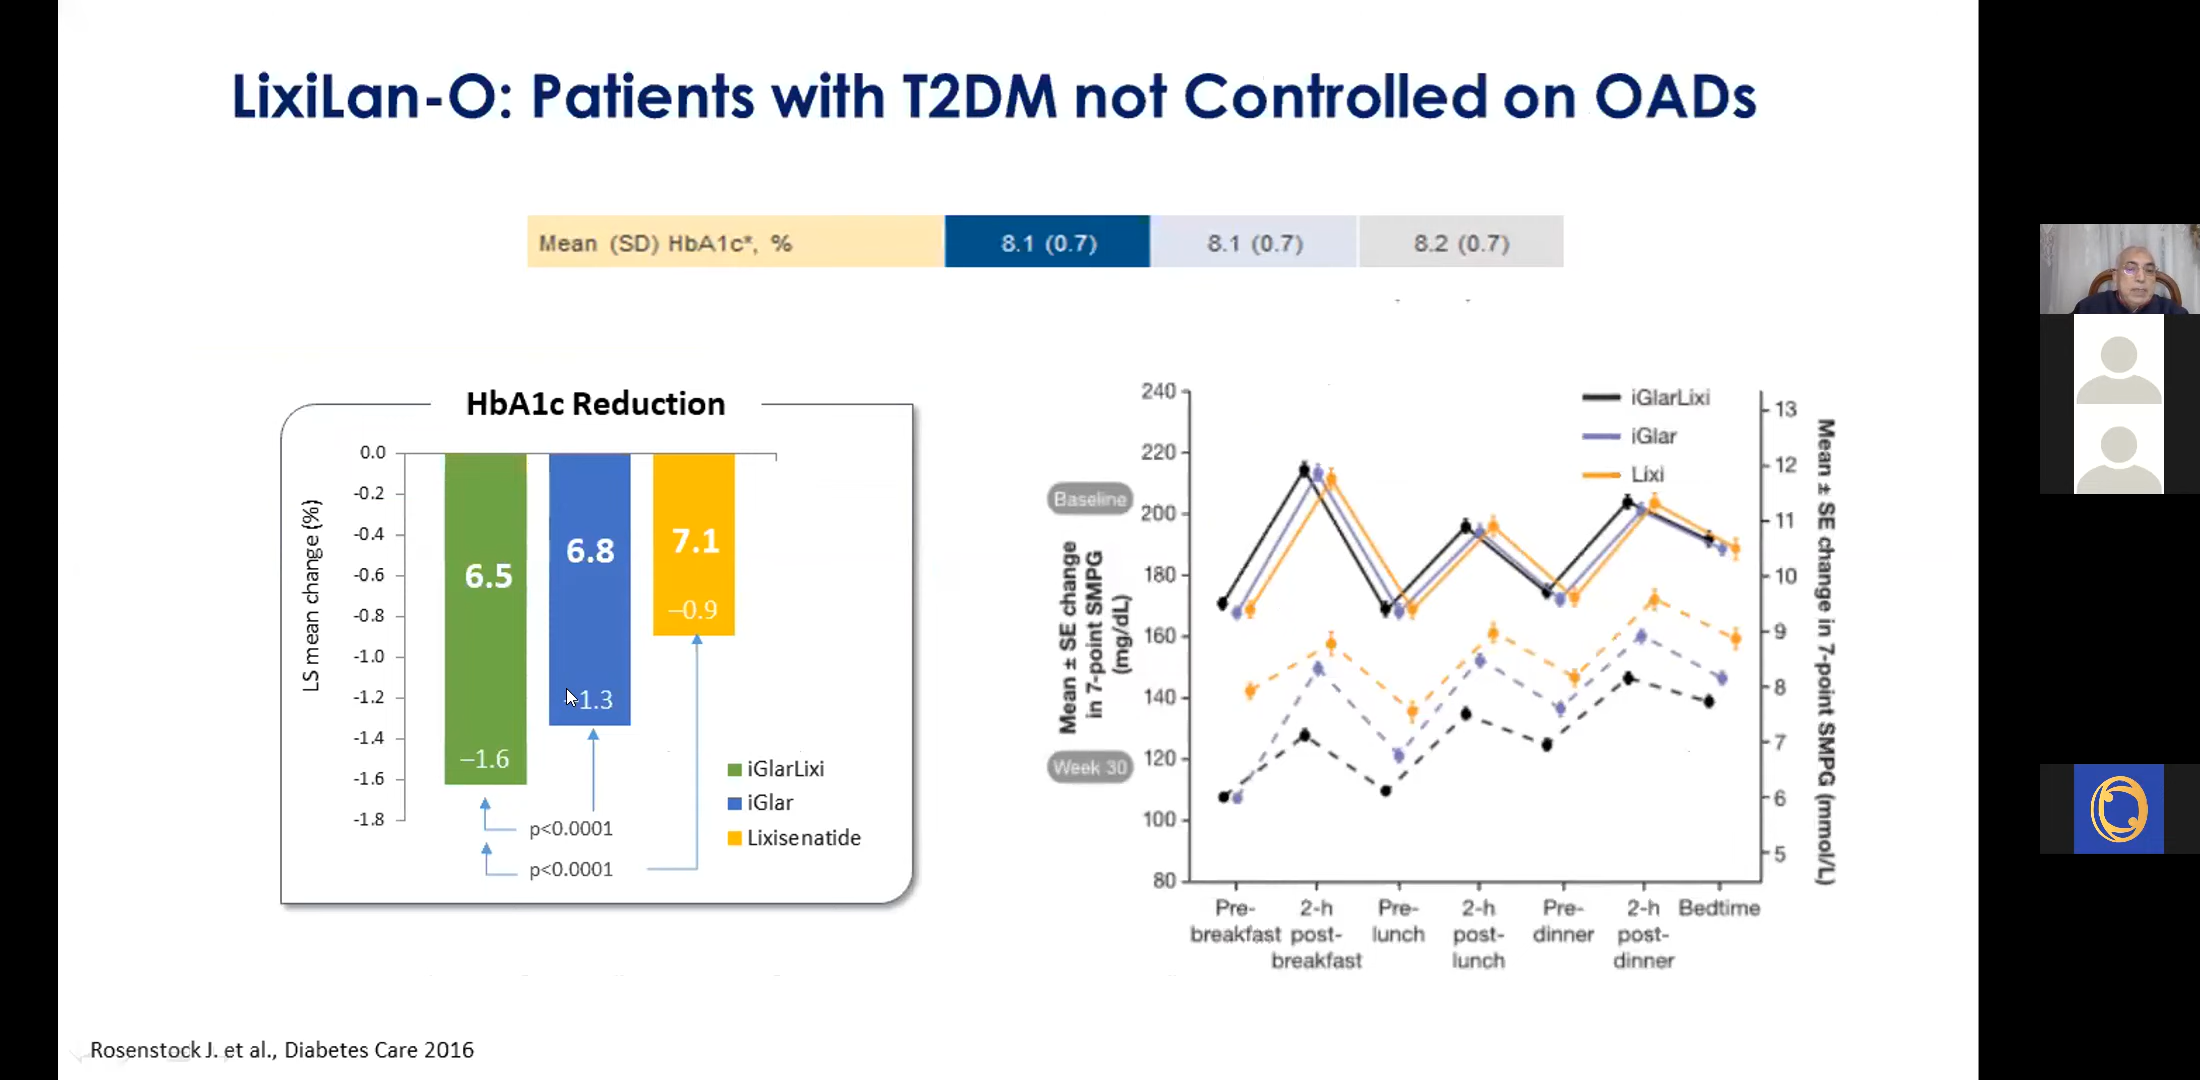 LixiLan-O: Patients with T2DM not Controlled on OADs
Mean (SD) HbA1c*, % 8.1 (0.7) 8.1 (0.7) 8.2 (0.7)
HbA1c Reduction
LS mean change (%)
0.0
-0.2
-0.4
-0.6
-0.8
-1.0
-1.2
-1.4
-1.6
-1.8
6.5
6.8
7.1
–1.6
1.3
–0.9
p<0.0001
p<0.0001
iGlarLixi
iGlar
Lixisenatide
Baseline
Week 30
Mean ± SE change
in 7-point SMPG
(mg/dL)
240
220
200
180
160
140
120
100
80
iGlarLixi
iGlar
Lixi
13
12
11
10
9
8
7
6
5
Mean ± SE change in 7-point SMPG (mmol/L)
Pre-
breakfast
2-h
post-
breakfast
Pre-
lunch
2-h
post-
lunch
Pre-
dinner
2-h
post-
dinner
Bedtime
Rosenstock J. et al., Diabetes Care 2016